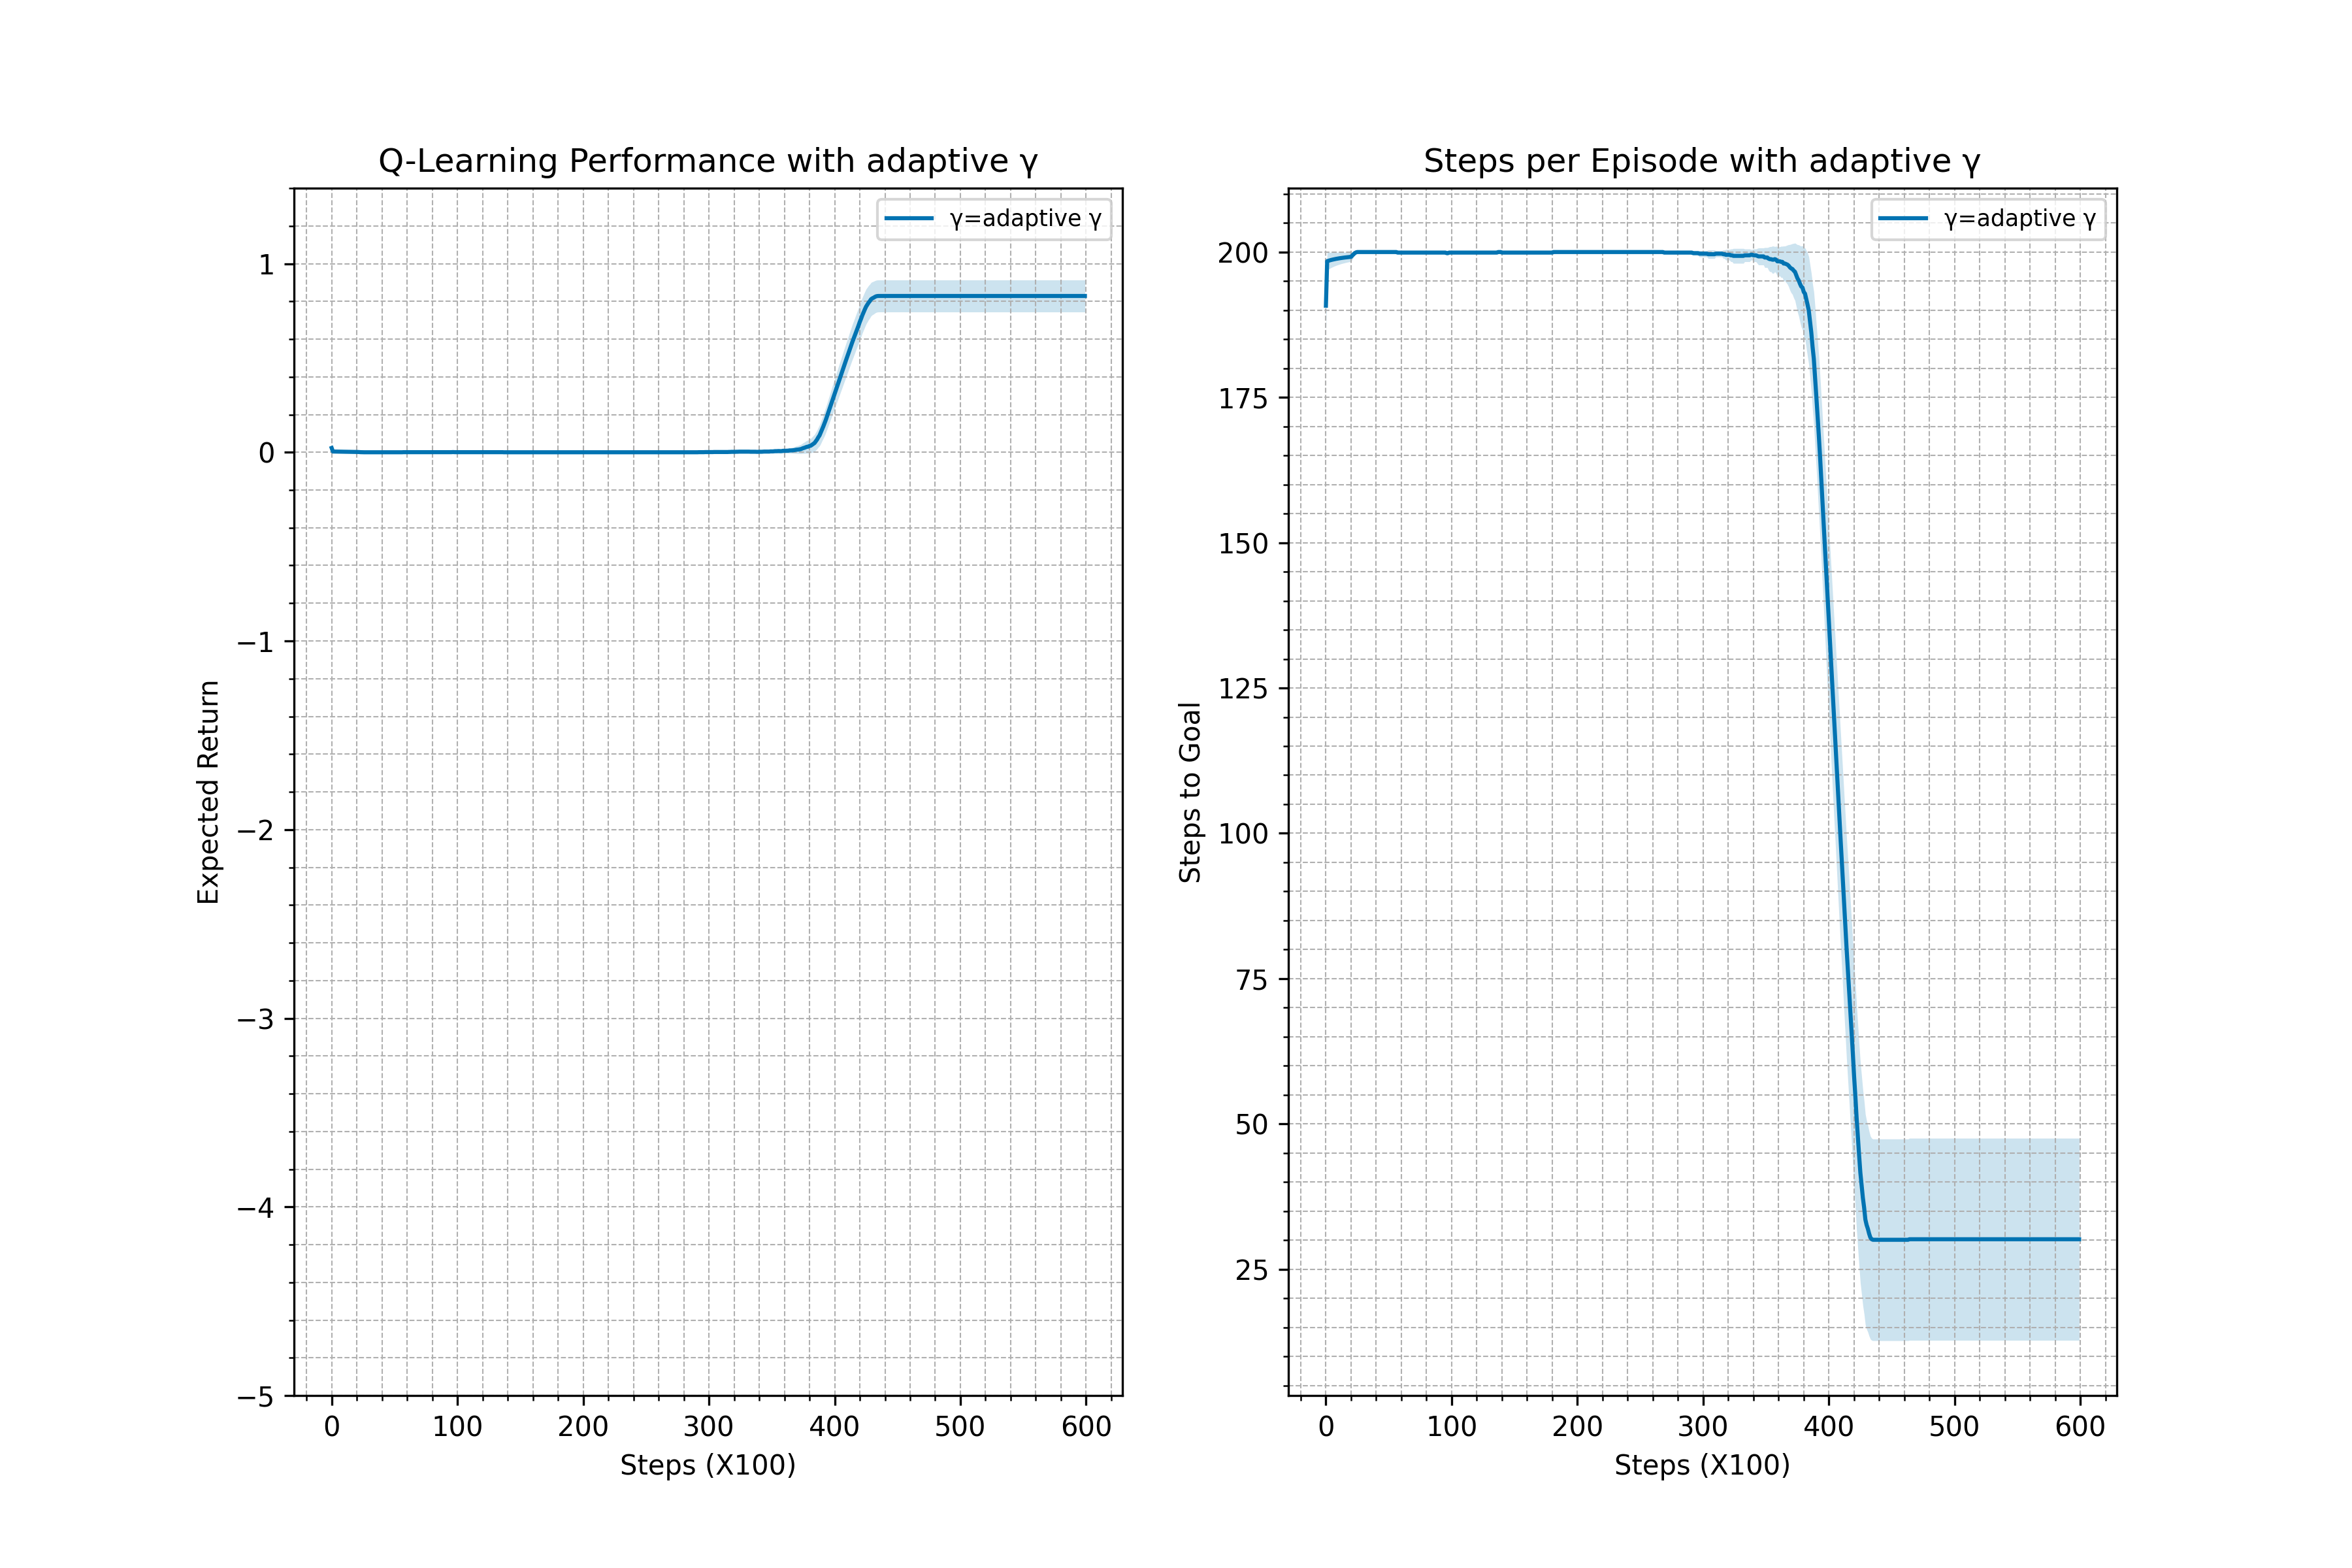 Q-Learning Performance with adaptive γ
γ=adaptive γ
1
0
−1
−2
−3
−4
−5
Expected Return
0 100 200 300 400 500 600
Steps (X100)
Steps per Episode with adaptive γ
γ=adaptive γ
200
175
150
125
100
75
50
25
Steps to Goal
0 100 200 300 400 500 600
Steps (X100)